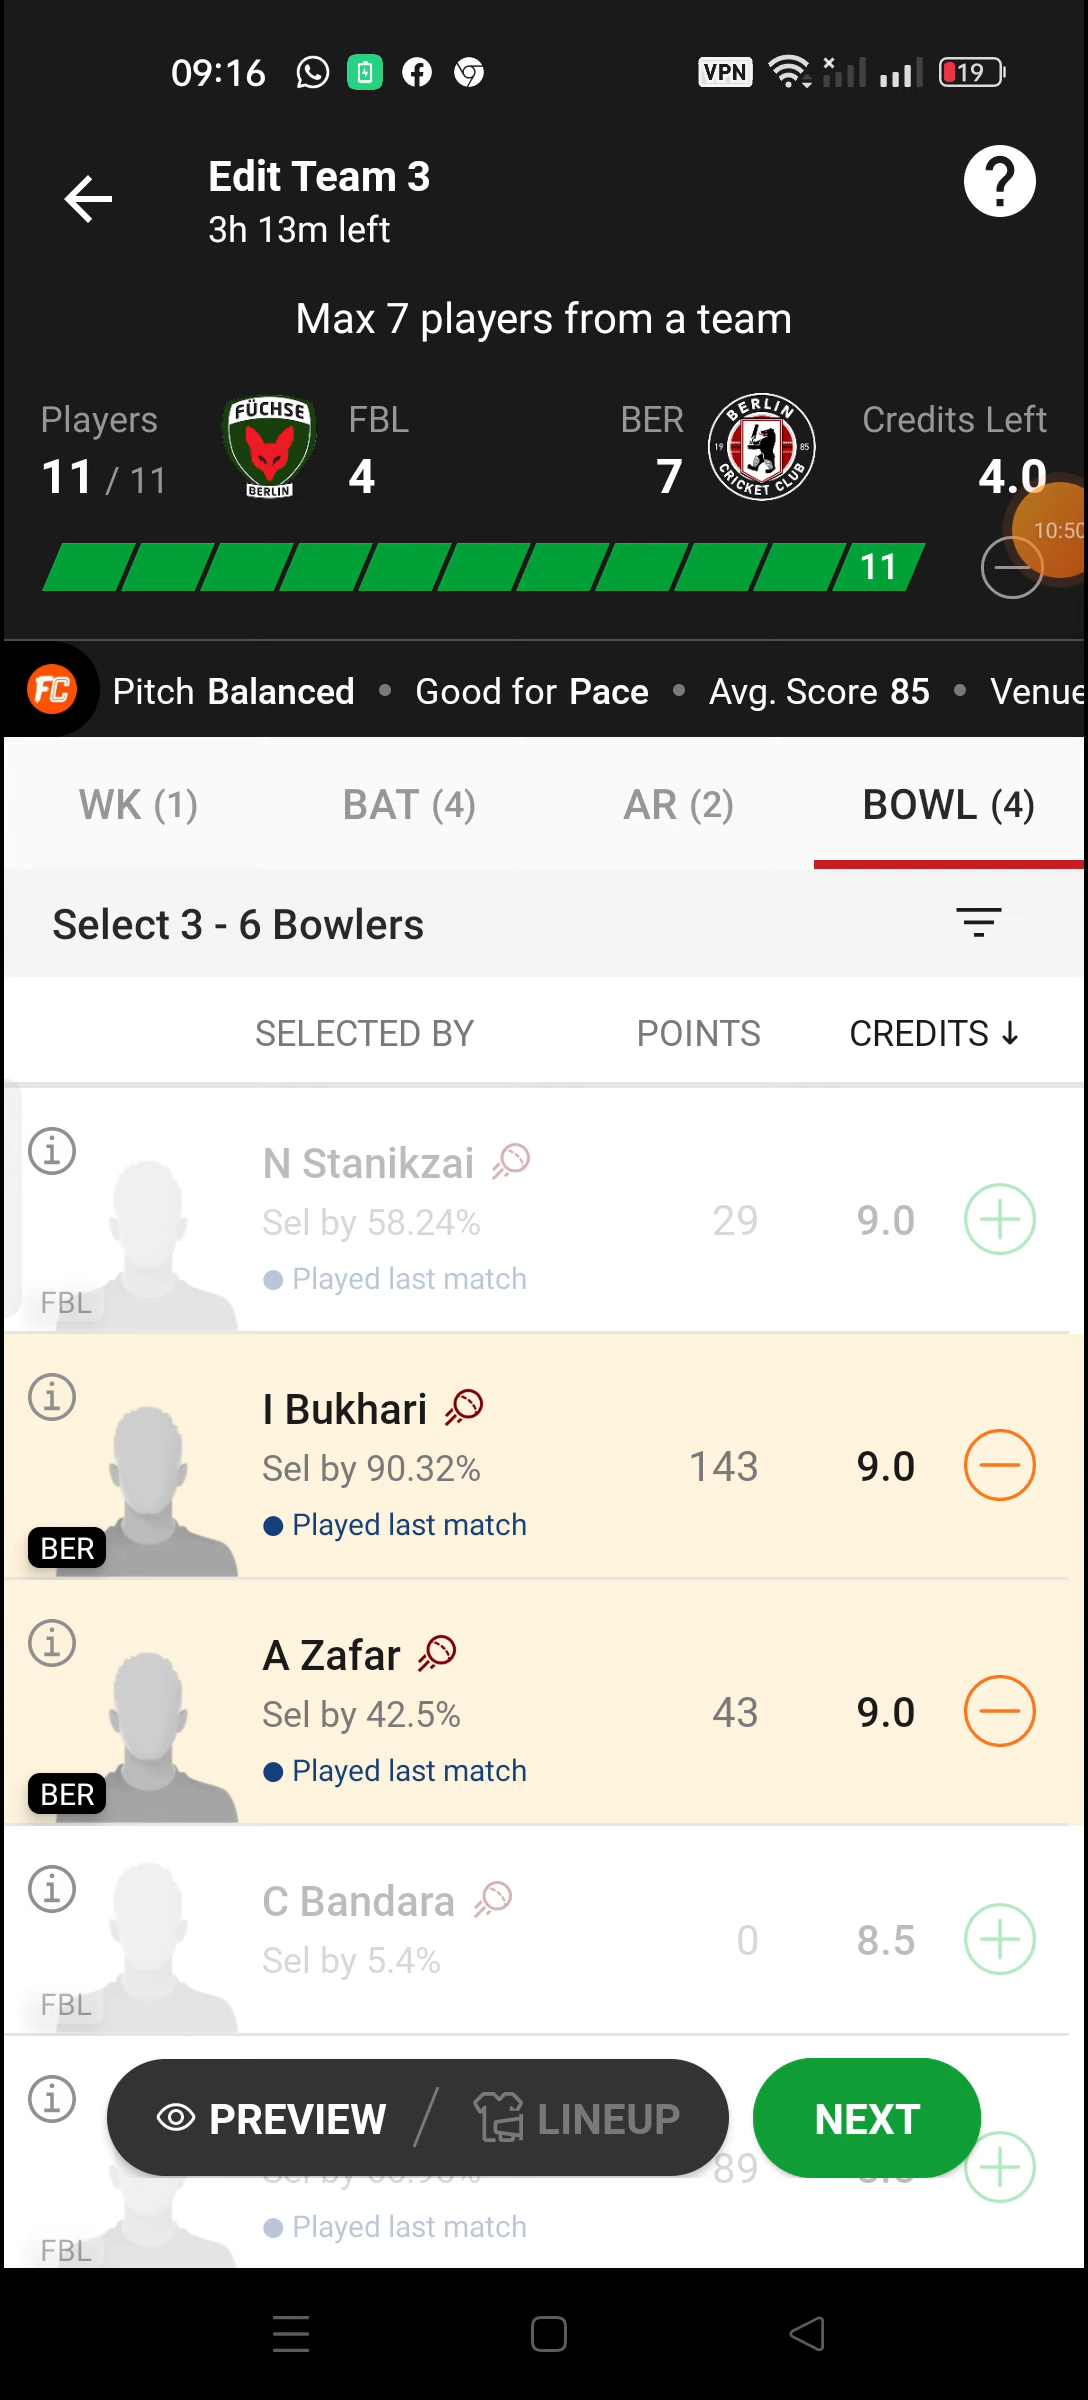 09:16 VPN 19
Edit Team 3
3h 13m left
?
Max 7 players from a team
Players FÜCHSE BERLIN FBL BER BERLIN CRICKET CLUB 19 85 Credits Left
11 / 11 4 7 4.0
10:50
11
FC Pitch Balanced • Good for Pace • Avg. Score 85 • Venue
WK (1) BAT (4) AR (2) BOWL (4)
Select 3 - 6 Bowlers
SELECTED BY POINTS CREDITS ↓
N Stanikzai
Sel by 58.24% 29 9.0
Played last match
FBL
I Bukhari
Sel by 90.32% 143 9.0
Played last match
BER
A Zafar
Sel by 42.5% 43 9.0
Played last match
BER
C Bandara
Sel by 5.4% 0 8.5
FBL
PREVIEW / LINEUP NEXT
Sel by 89
Played last match
FBL